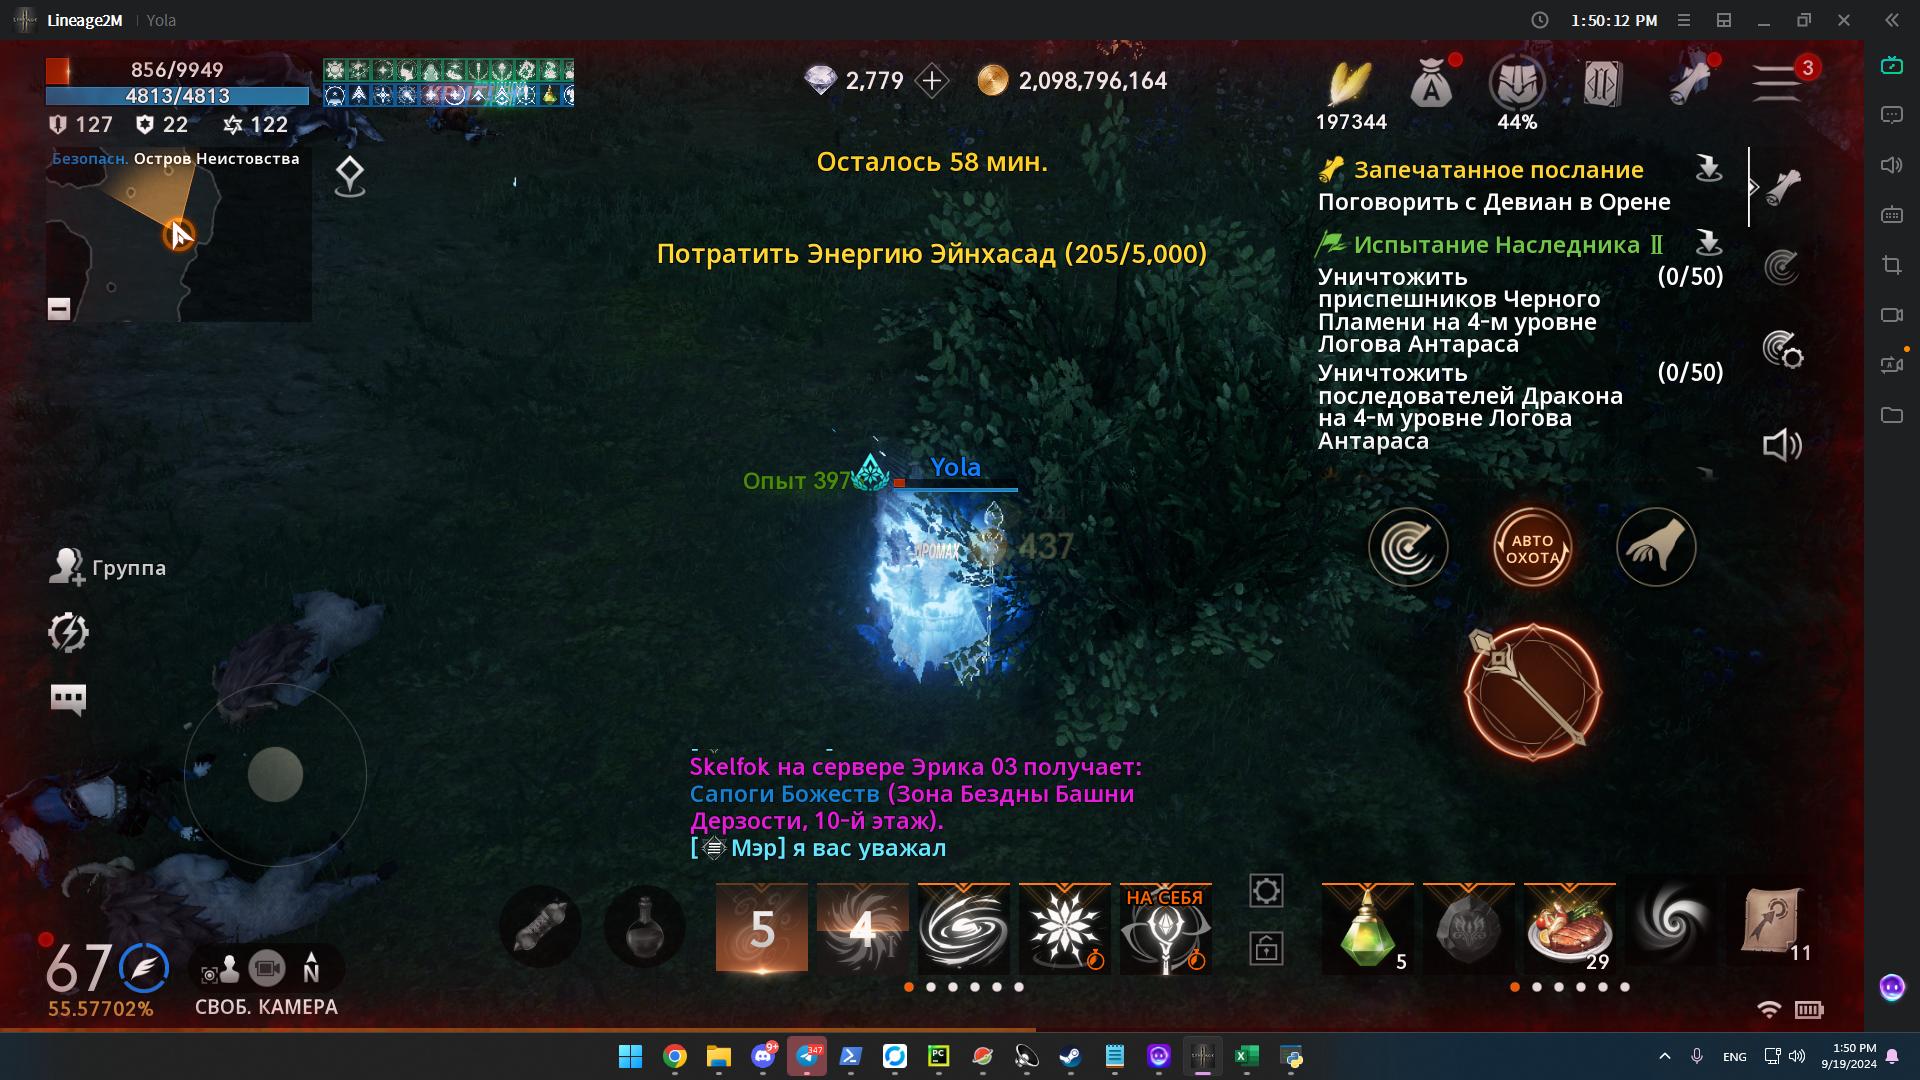 Lineage2M | Yola
1:50:12 PM
856/9949
4813/4813
127 22 122
2,779
2,098,796,164
197344
44%
3
Безопасн. Остров Неистовства
Осталось 58 мин.
Потратить Энергию Эйнхасад (205/5,000)
Запечатанное послание
Поговорить с Девиан в Орене
Испытание Наследника II
Уничтожить (0/50)
приспешников Черного
Пламени на 4-м уровне
Логова Антараса
Уничтожить (0/50)
последователей Дракона
на 4-м уровне Логова
Антараса
Yola
Опыт 397
ПРОМАХ
437
АВТО
ОХОТА
Группа
Skelfok на сервере Эрика 03 получает:
Сапоги Божеств (Зона Бездны Башни
Дерзости, 10-й этаж).
[Мэр] я вас уважал
5
4
НА СЕБЯ
5
29
11
67
55.57702%
N
СВОБ. КАМЕРА
9+
347
PC
ENG
1:50 PM
9/19/2024